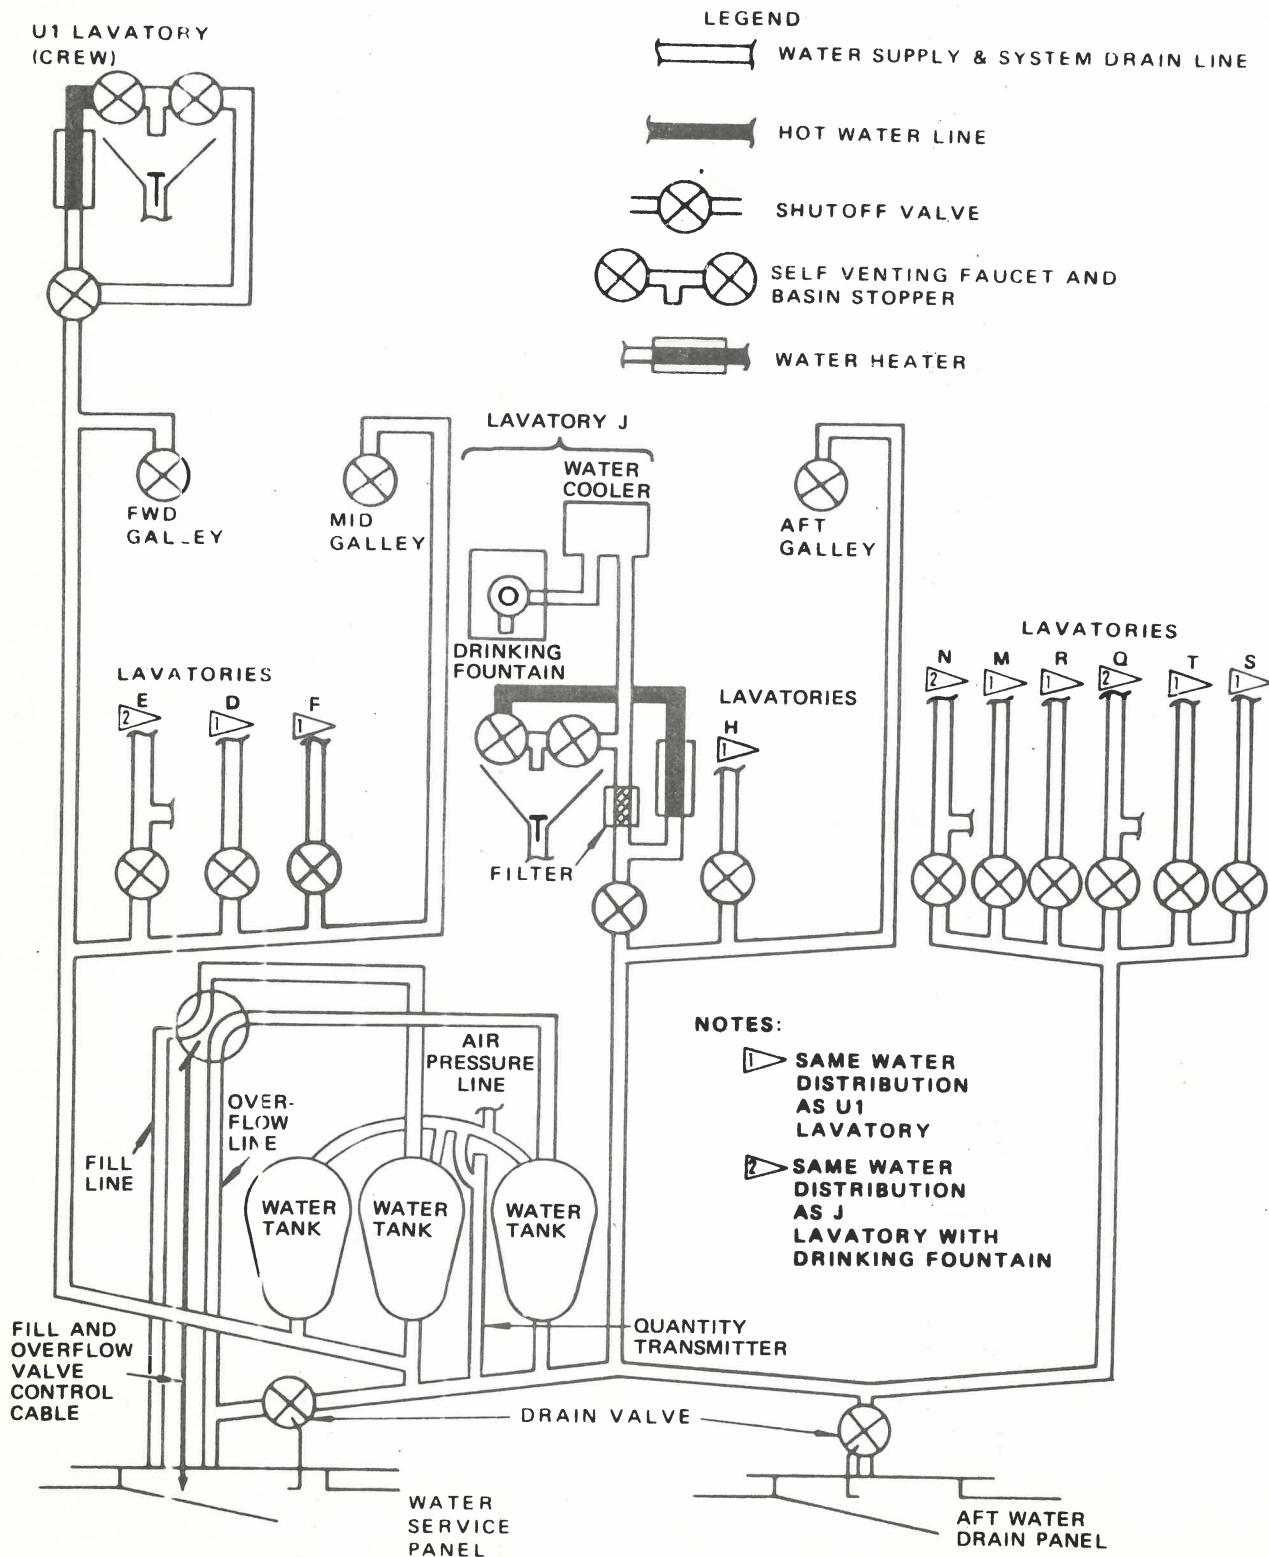 U1 LAVATORY
(CREW)
LEGEND
WATER SUPPLY & SYSTEM DRAIN LINE
HOT WATER LINE
SHUTOFF VALVE
SELF VENTING FAUCET AND
BASIN STOPPER
WATER HEATER
LAVATORY J
WATER
COOLER
FWD
GALLEY
MID
GALLEY
AFT
GALLEY
DRINKING
FOUNTAIN
LAVATORIES
E D F
2 1 1
LAVATORIES
H
1
LAVATORIES
N M R Q T S
2 1 1 2 1 1
FILTER
AIR
PRESSURE
LINE
OVER-
FLOW
LINE
FILL
LINE
WATER
TANK
WATER
TANK
WATER
TANK
NOTES:
1 SAME WATER
DISTRIBUTION
AS U1
LAVATORY
2 SAME WATER
DISTRIBUTION
AS J
LAVATORY WITH
DRINKING FOUNTAIN
QUANTITY
TRANSMITTER
FILL AND
OVERFLOW
VALVE
CONTROL
CABLE
DRAIN VALVE
WATER
SERVICE
PANEL
AFT WATER
DRAIN PANEL